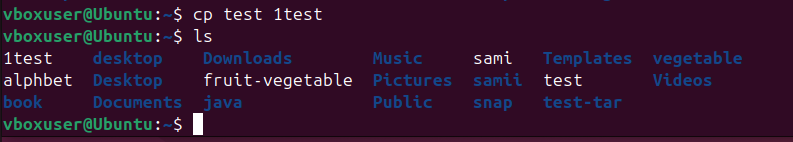 vboxuser@Ubuntu:~$ cp test 1test
vboxuser@Ubuntu:~$ ls
1test desktop Downloads Music sami Templates vegetable
alphbet Desktop fruit-vegetable Pictures samii test Videos
book Documents java Public snap test-tar
vboxuser@Ubuntu:~$